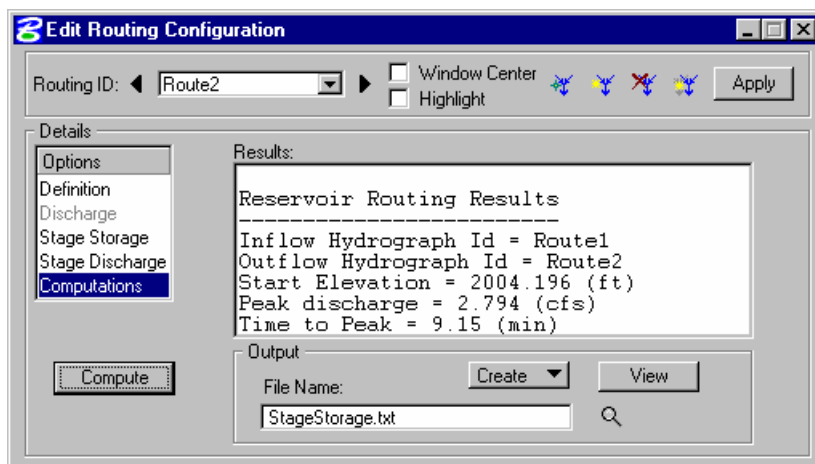 Edit Routing Configuration
Routing ID:
Route2
Window Center
Highlight
Apply
Details
Options
Definition
Discharge
Stage Storage
Stage Discharge
Computations
Compute
Results:
Reservoir Routing Results
-------------------------
Inflow Hydrograph Id = Route1
Outflow Hydrograph Id = Route2
Start Elevation = 2004.196 (ft)
Peak discharge = 2.794 (cfs)
Time to Peak = 9.15 (min)
Output
File Name:
Create
View
StageStorage.txt